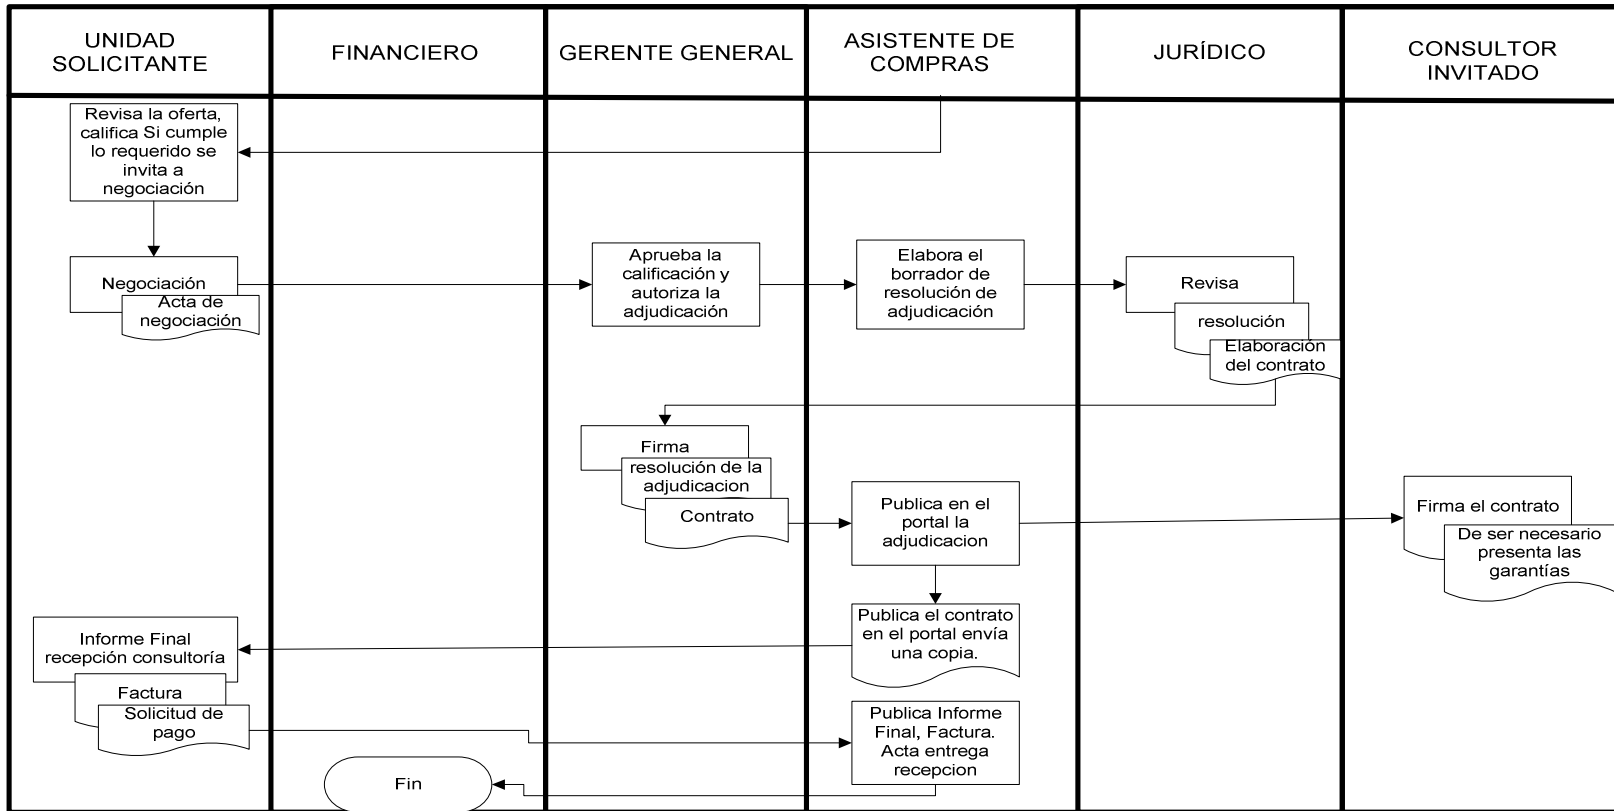 UNIDAD
SOLICITANTE
FINANCIERO
GERENTE GENERAL
ASISTENTE DE
COMPRAS
JURÍDICO
CONSULTOR
INVITADO
Revisa la oferta,
califica Si cumple
lo requerido se
invita a
negociación
Negociación
Acta de
negociación
Aprueba la
calificación y
autoriza la
adjudicación
Elabora el
borrador de
resolución de
adjudicación
Revisa
resolución
Elaboración
del contrato
Firma
resolución de la
adjudicacion
Contrato
Publica en el
portal la
adjudicacion
Firma el contrato
De ser necesario
presenta las
garantías
Publica el contrato
en el portal envía
una copia.
Informe Final
recepción consultoría
Factura
Solicitud de
pago
Publica Informe
Final, Factura.
Acta entrega
recepcion
Fin